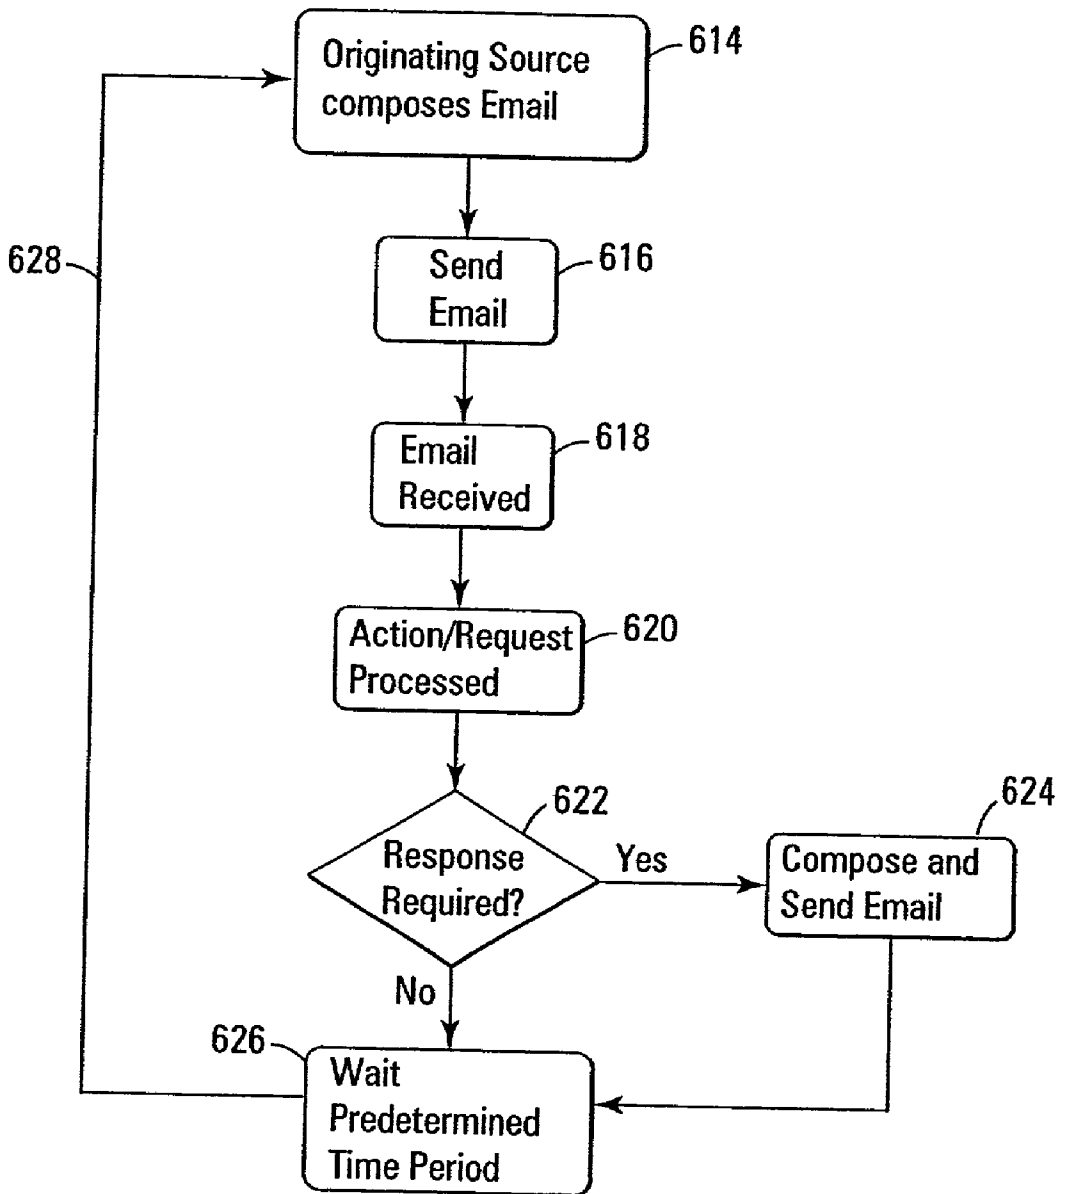 Originating Source
composes Email
614
628
Send
Email
616
Email
Received
618
Action/Request
Processed
620
622
Response
Required?
Yes
624
Compose and
Send Email
No
626
Wait
Predetermined
Time Period